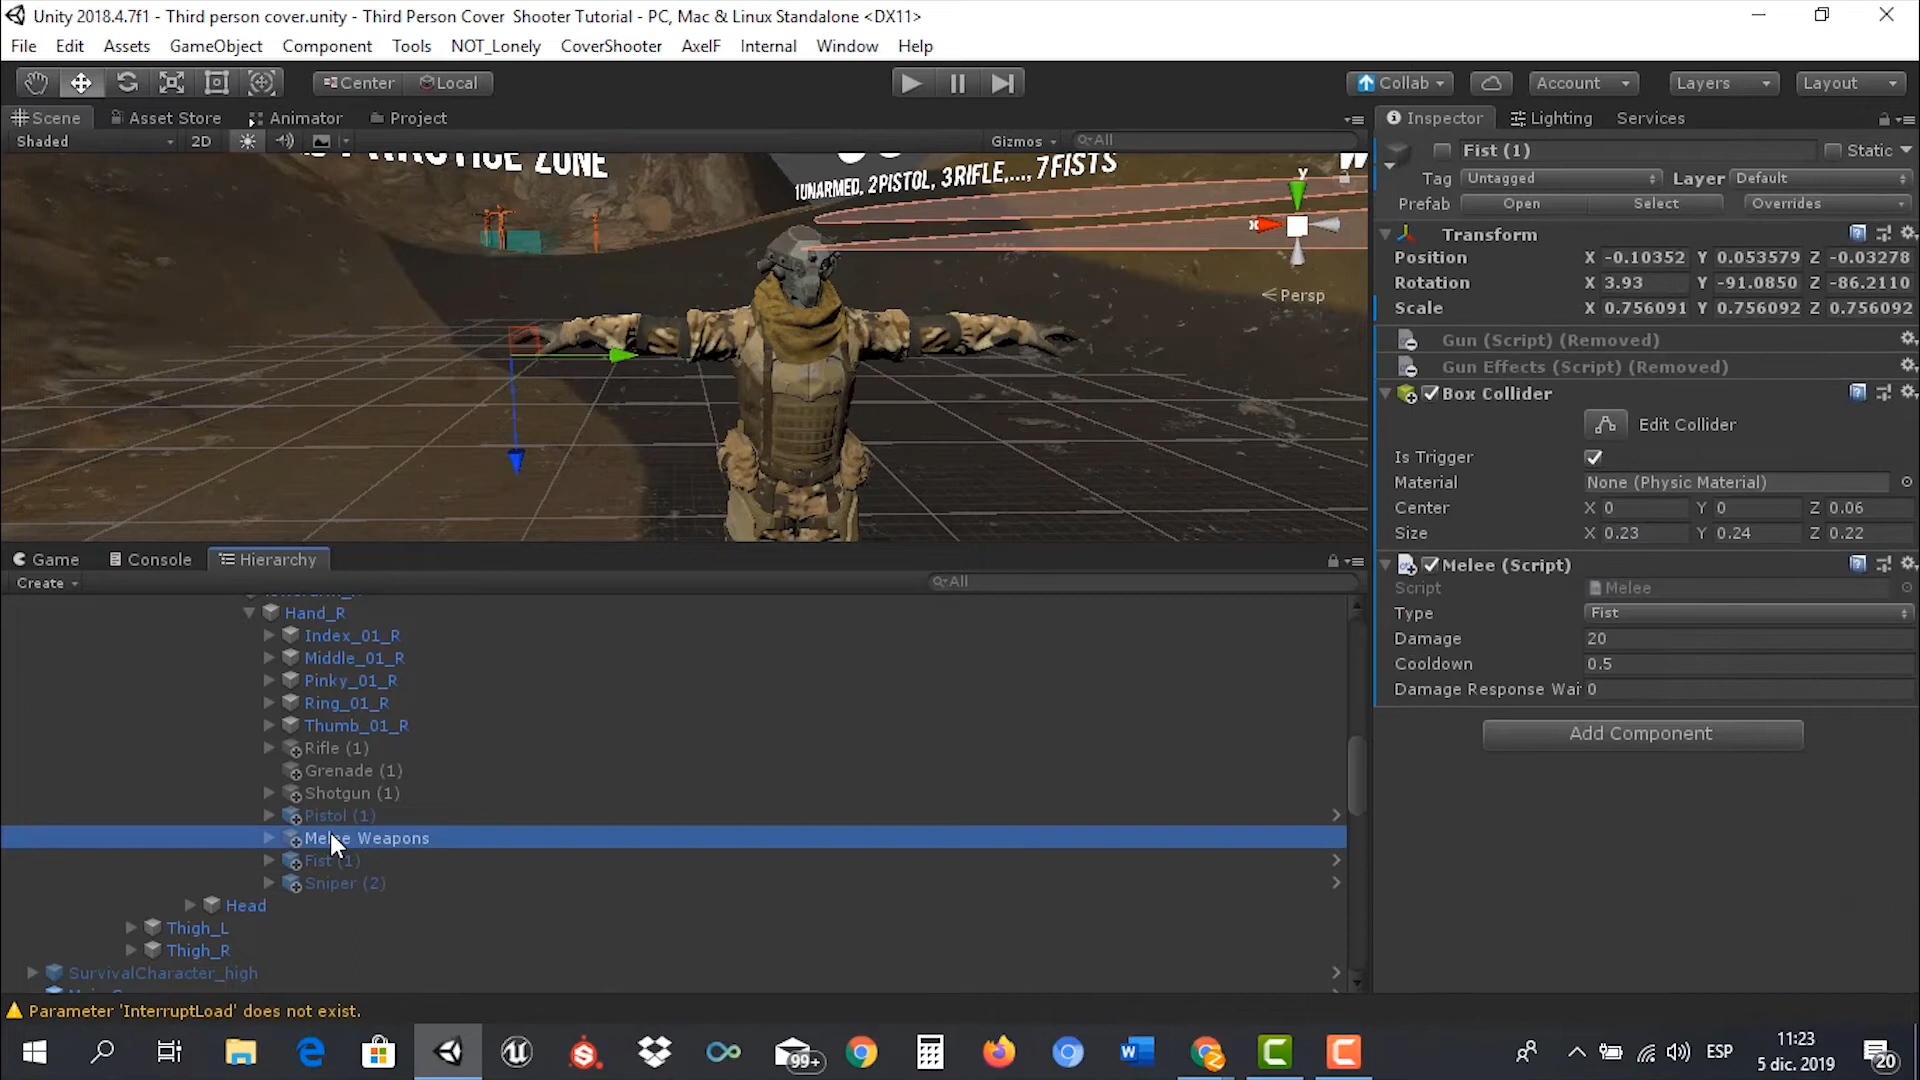 Unity 2018.4.7f1 - Third person cover.unity - Third Person Cover  Shooter Tutorial - PC, Mac & Linux Standalone <DX11>
File Edit Assets GameObject Component Tools NOT_Lonely CoverShooter AxelF Internal Window Help
Center Local Collab Account Layers Layout
Scene Asset Store Animator Project
Shaded 2D Gizmos All
PRACTICE ZONE
1UNARMED, 2PISTOL, 3RIFLE,..., 7FISTS
Y
X
Persp
Game Console Hierarchy
Create All
Hand_R
Index_01_R
Middle_01_R
Pinky_01_R
Ring_01_R
Thumb_01_R
Rifle (1)
Grenade (1)
Shotgun (1)
Pistol (1)
Melee Weapons
Fist (1)
Sniper (2)
Head
Thigh_L
Thigh_R
SurvivalCharacter_high
Inspector Lighting Services
Fist (1) Static
Tag Untagged Layer Default
Prefab Open Select Overrides
Transform
Position X -0.10352 Y 0.053579 Z -0.03278
Rotation X 3.93 Y -91.0850 Z -86.2110
Scale X 0.756091 Y 0.756092 Z 0.756092
Gun (Script) (Removed)
Gun Effects (Script) (Removed)
Box Collider
Edit Collider
Is Trigger
Material None (Physic Material)
Center X 0 Y 0 Z 0.06
Size X 0.23 Y 0.24 Z 0.22
Melee (Script)
Script Melee
Type Fist
Damage 20
Cooldown 0.5
Damage Response Wai 0
Add Component
Parameter 'InterruptLoad' does not exist.
99+
ESP
11:23
5 dic. 2019
20